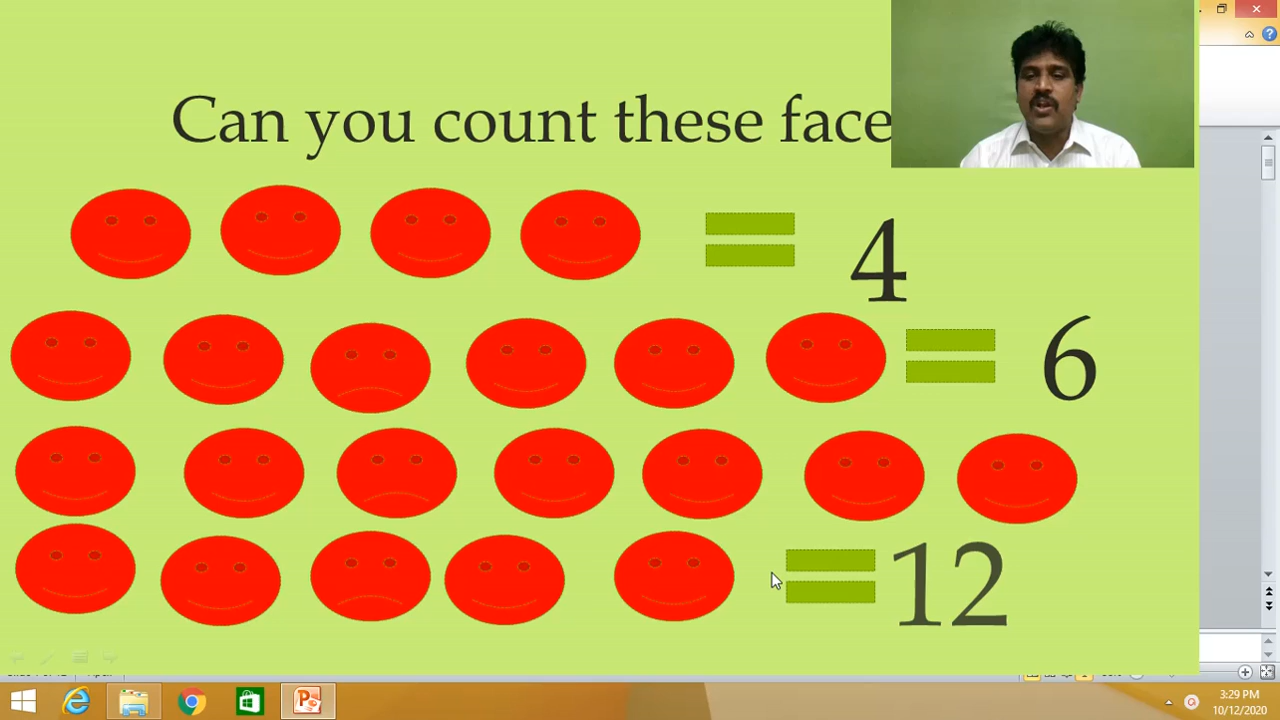 Can you count these face
= 4
= 6
= 12
3:29 PM
10/12/2020